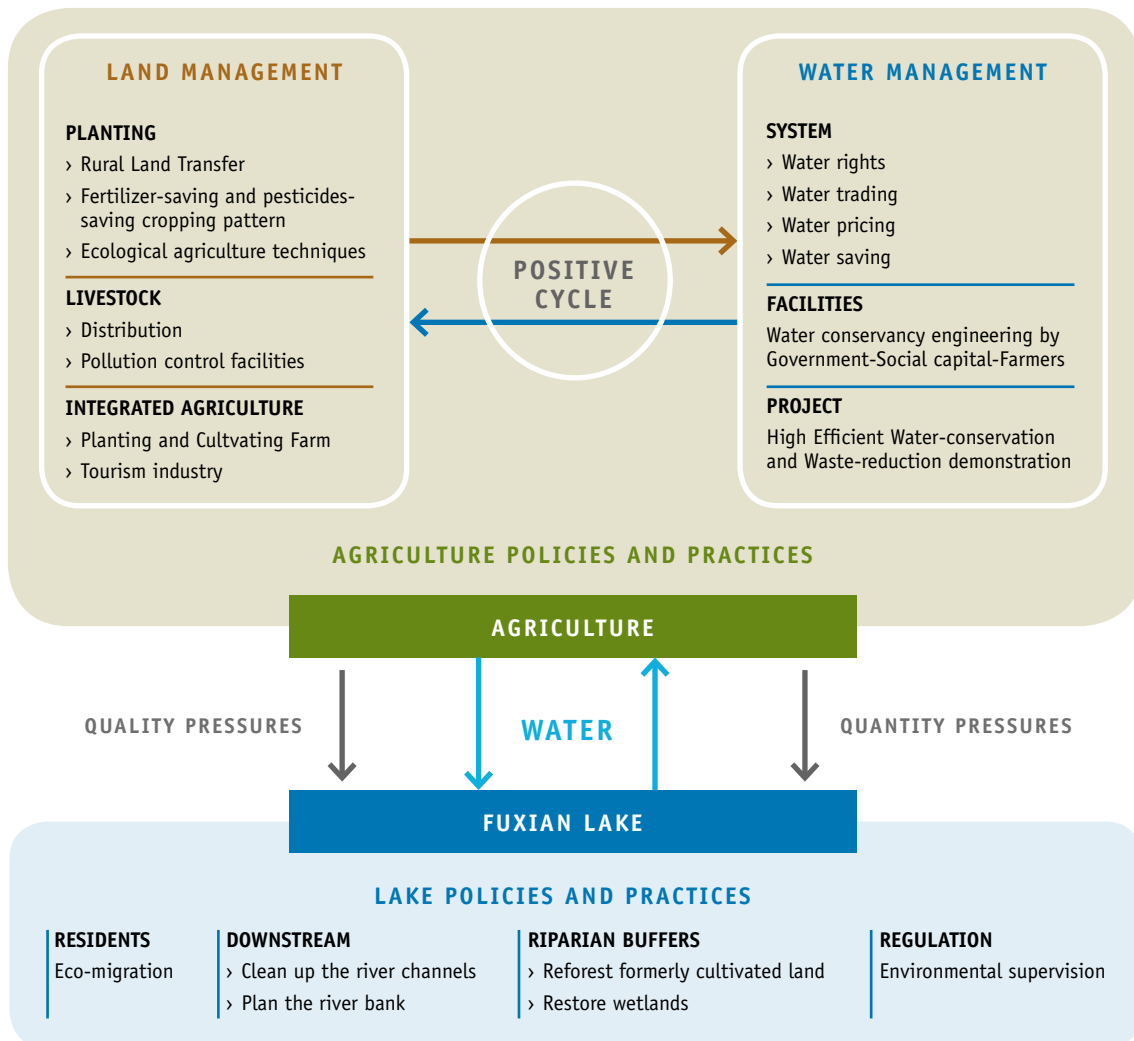 LAND MANAGEMENT
PLANTING
› Rural Land Transfer
› Fertilizer-saving and pesticides-
saving cropping pattern
› Ecological agriculture techniques
LIVESTOCK
› Distribution
› Pollution control facilities
INTEGRATED AGRICULTURE
› Planting and Cultvating Farm
› Tourism industry
POSITIVE
CYCLE
WATER MANAGEMENT
SYSTEM
› Water rights
› Water trading
› Water pricing
› Water saving
FACILITIES
Water conservancy engineering by
Government-Social capital-Farmers
PROJECT
High Efficient Water-conservation
and Waste-reduction demonstration
AGRICULTURE POLICIES AND PRACTICES
AGRICULTURE
QUALITY PRESSURES
WATER
QUANTITY PRESSURES
FUXIAN LAKE
LAKE POLICIES AND PRACTICES
RESIDENTS
Eco-migration
DOWNSTREAM
› Clean up the river channels
› Plan the river bank
RIPARIAN BUFFERS
› Reforest formerly cultivated land
› Restore wetlands
REGULATION
Environmental supervision